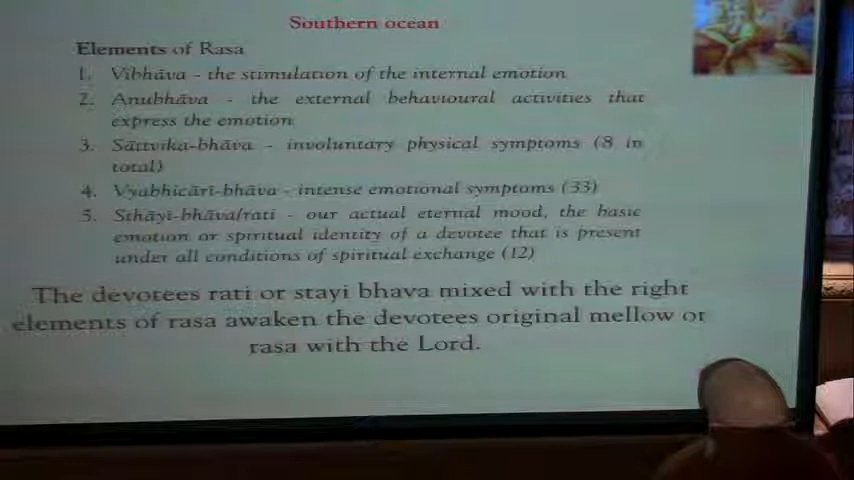 Southern ocean
Elements of Rasa
1. Vibhāva - the stimulation of the internal emotion
2. Anubhāva - the external behavioural activities that
express the emotion
3. Sāttvika-bhāva - involuntary physical symptoms (8 in
total)
4. Vyabhicārī-bhāva - intense emotional symptoms (33)
5. Sthāyi-bhāva/rati - our actual eternal mood, the basic
emotion or spiritual identity of a devotee that is present
under all conditions of spiritual exchange (12)
The devotees rati or stayi bhava mixed with the right
elements of rasa awaken the devotees original mellow or
rasa with the Lord.